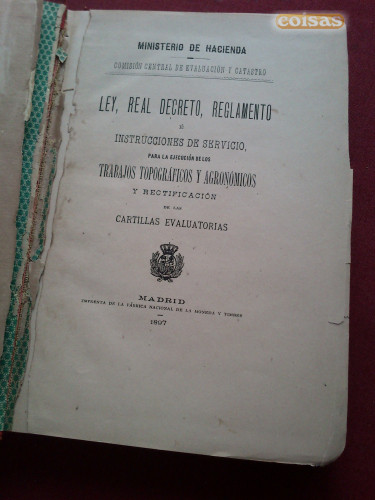 coisas
MINISTERIO DE HACIENDA
COMISIÓN CENTRAL DE EVALUACIÓN Y CATASTRO
LEY, REAL DECRETO, REGLAMENTO
É
INSTRUCCIONES DE SERVICIO,
PARA LA EJECUCIÓN DE LOS
TRABAJOS TOPOGRÁFICOS Y AGRONÓMICOS
Y RECTIFICACIÓN
DE LAS
CARTILLAS EVALUATORIAS
MADRID
IMPRENTA DE LA FÁBRICA NACIONAL DE LA MONEDA Y TIMBRE
1897